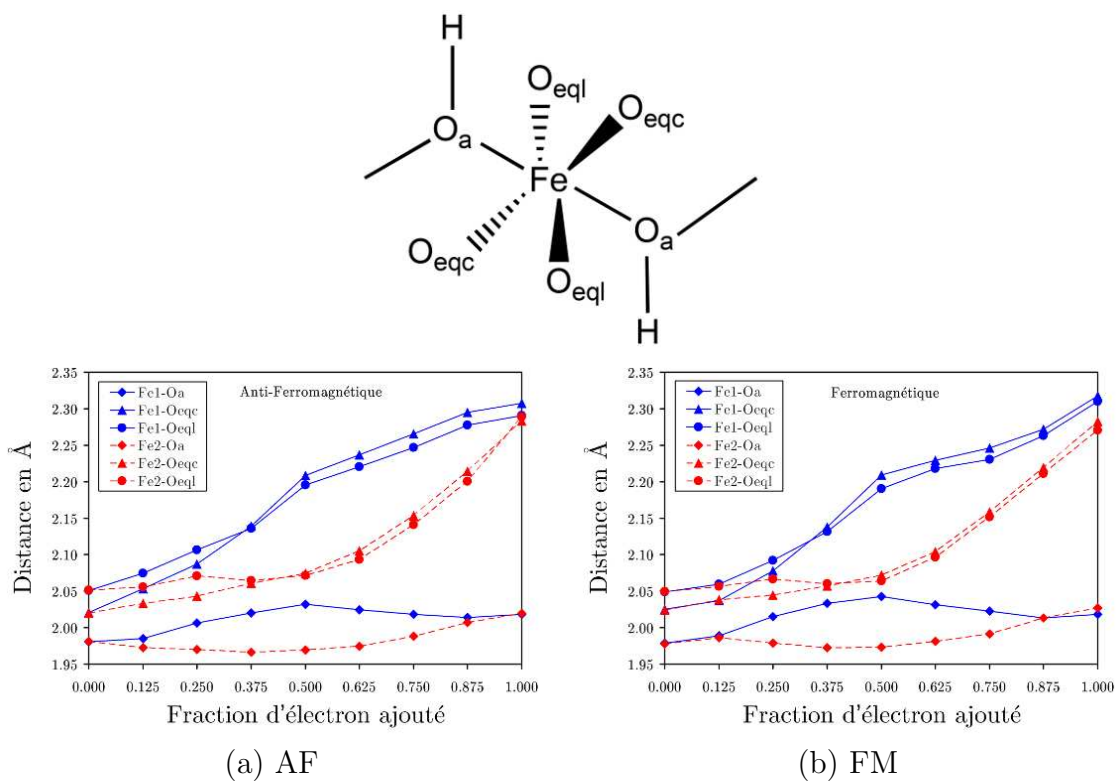 H
O_eql
O_eqc
O_a
Fe
O_eqc
O_a
O_eql
H
2.35
2.30
2.25
2.20
2.15
2.10
2.05
2.00
1.95
Distance en Å
Fe1-Oa
Fe1-Oeqc
Fe1-Oeql
Fe2-Oa
Fe2-Oeqc
Fe2-Oeql
Anti-Ferromagnétique
0.000 0.125 0.250 0.375 0.500 0.625 0.750 0.875 1.000
Fraction d'électron ajouté
(a) AF
2.35
2.30
2.25
2.20
2.15
2.10
2.05
2.00
1.95
Distance en Å
Fe1-Oa
Fe1-Oeqc
Fe1-Oeql
Fe2-Oa
Fe2-Oeqc
Fe2-Oeql
Ferromagnétique
0.000 0.125 0.250 0.375 0.500 0.625 0.750 0.875 1.000
Fraction d'électron ajouté
(b) FM